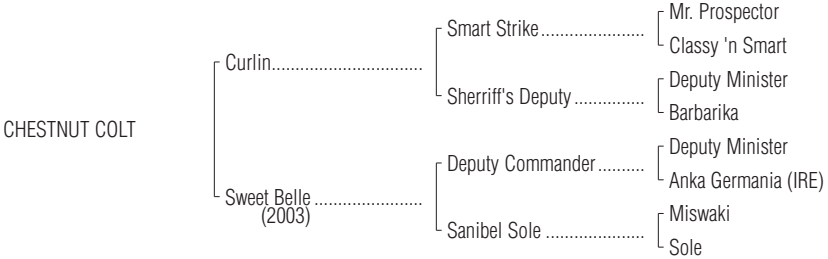 Mr. Prospector
Smart Strike......................
Classy 'n Smart
Curlin................................
Deputy Minister
Sherriff's Deputy ...............
Barbarika
CHESTNUT COLT
Deputy Minister
Deputy Commander..........
Anka Germania (IRE)
Sweet Belle .......................
(2003)
Miswaki
Sanibel Sole .....................
Sole